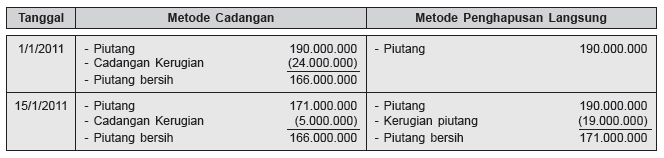 Tanggal Metode Cadangan Metode Penghapusan Langsung
1/1/2011 - Piutang 190.000.000 - Piutang 190.000.000
- Cadangan Kerugian (24.000.000)
- Piutang bersih 166.000.000
15/1/2011 - Piutang 171.000.000 - Piutang 190.000.000
- Cadangan Kerugian (5.000.000) - Kerugian piutang (19.000.000)
- Piutang bersih 166.000.000 - Piutang bersih 171.000.000